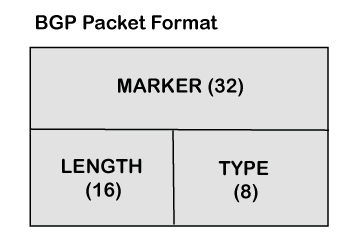 BGP Packet Format
MARKER (32)
LENGTH
(16)
TYPE
(8)